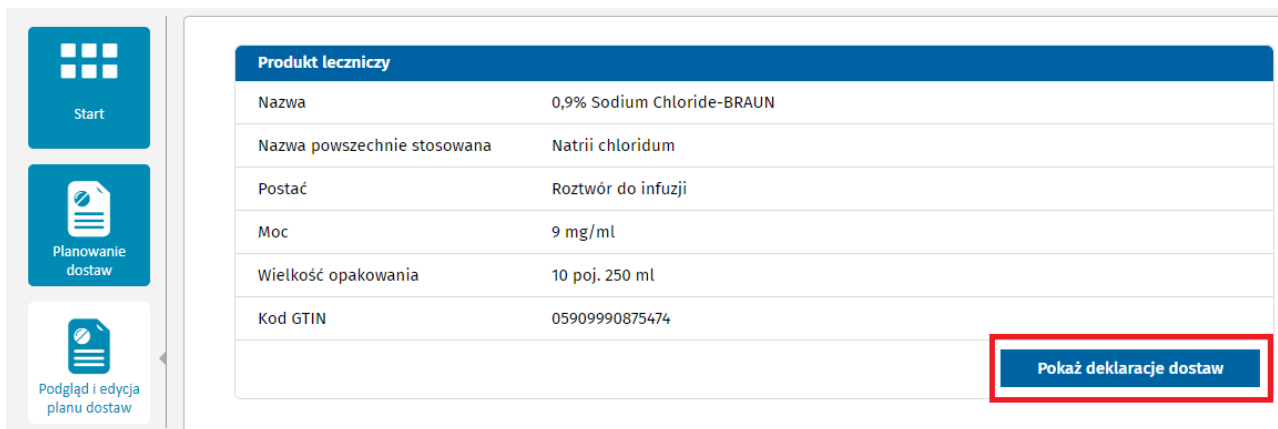 Start
Planowanie
dostaw
Podgląd i edycja
planu dostaw
Produkt leczniczy
Nazwa 0,9% Sodium Chloride-BRAUN
Nazwa powszechnie stosowana Natrii chloridum
Postać Roztwór do infuzji
Moc 9 mg/ml
Wielkość opakowania 10 poj. 250 ml
Kod GTIN 05909990875474
Pokaż deklaracje dostaw